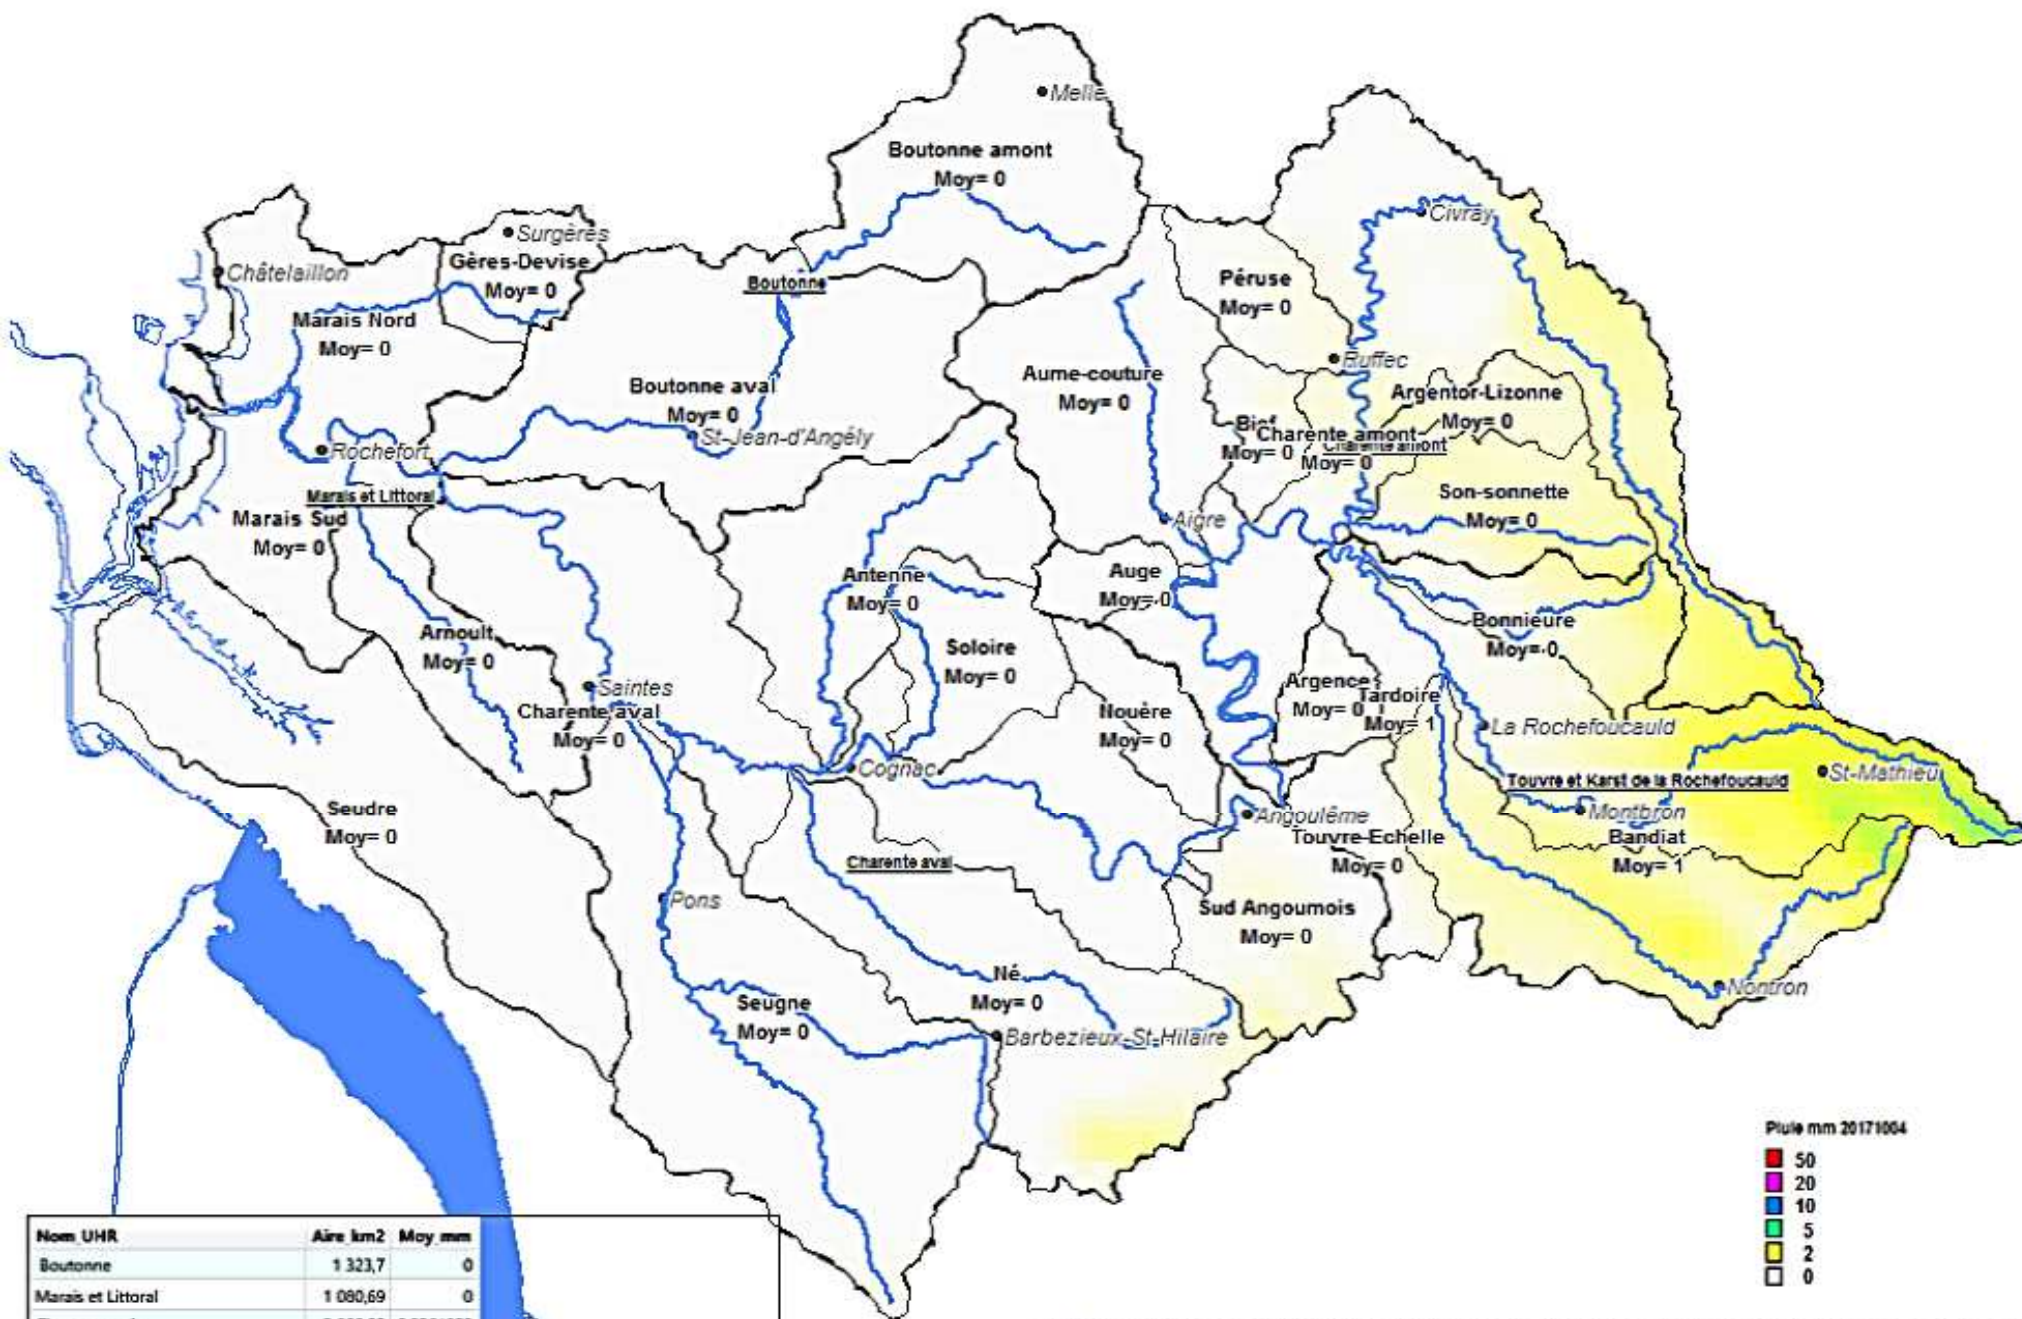 Melle
Boutonne amont
Moy= 0
Civray
Surgères
Gères-Devise
Moy= 0
Châtelaillon
Boutonne
Péruse
Moy= 0
Marais Nord
Moy= 0
Ruffec
Aume-couture
Moy= 0
Boutonne aval
Moy= 0
Argentor-Lizonne
Moy= 0
St-Jean-d'Angély
Rochefort
Bief
Moy= 0
Charente amont
Charente amont
Moy= 0
Marais et Littoral
Marais Sud
Moy= 0
Son-sonnette
Moy= 0
Aigre
Antenne
Moy= 0
Auge
Moy= 0
Bonnieure
Moy= 0
Arnoult
Moy= 0
Soloire
Moy= 0
Saintes
Charente aval
Moy= 0
Nouère
Moy= 0
Argence
Moy= 0
Tardoire
Moy= 1
La Rochefoucauld
Cognac
Touvre et Karst de la Rochefoucauld
St-Mathieu
Seudre
Moy= 0
Angoulême
Montbron
Touvre-Echelle
Moy= 0
Bandiat
Moy= 1
Charente aval
Pons
Sud Angoumois
Moy= 0
Né
Moy= 0
Nontron
Seugne
Moy= 0
Barbezieux-St-Hilaire
Pluie mm 20171004
50
20
10
5
2
0
Nom_UHR Aire_km2 Moy_mm
Boutonne 1 323,7 0
Marais et Littoral 1 080,69 0